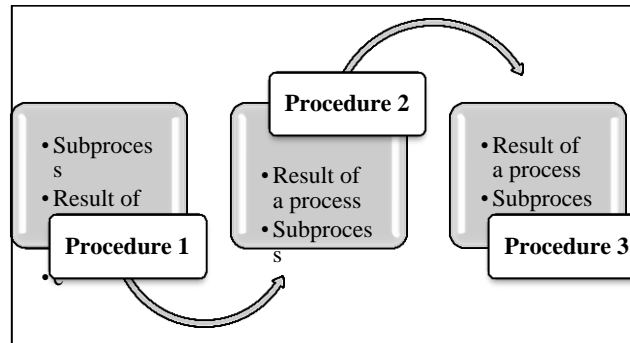 • Subproces
s
• Result of
Procedure 1
Procedure 2
• Result of
a process
• Subproces
s
• Result of
a process
• Subproces
Procedure 3